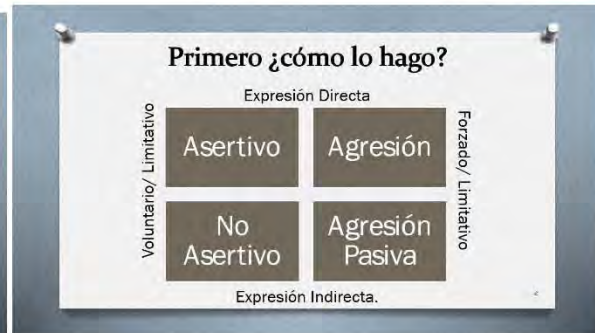 Primero ¿cómo lo hago?
Expresión Directa
Voluntario/ Limitativo
Asertivo
Agresión
Forzado/ Limitativo
No
Asertivo
Agresión
Pasiva
Expresión Indirecta.